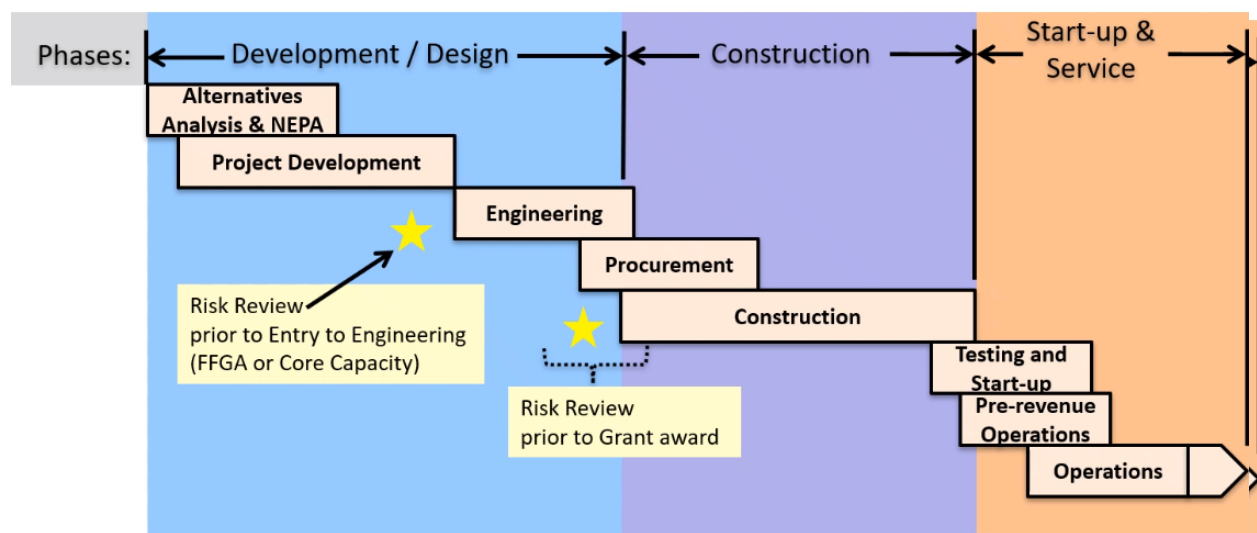 Phases:
Development / Design
Construction
Start-up &
Service
Alternatives
Analysis & NEPA
Project Development
Engineering
Procurement
Construction
Testing and
Start-up
Pre-revenue
Operations
Operations
Risk Review
prior to Entry to Engineering
(FFGA or Core Capacity)
Risk Review
prior to Grant award